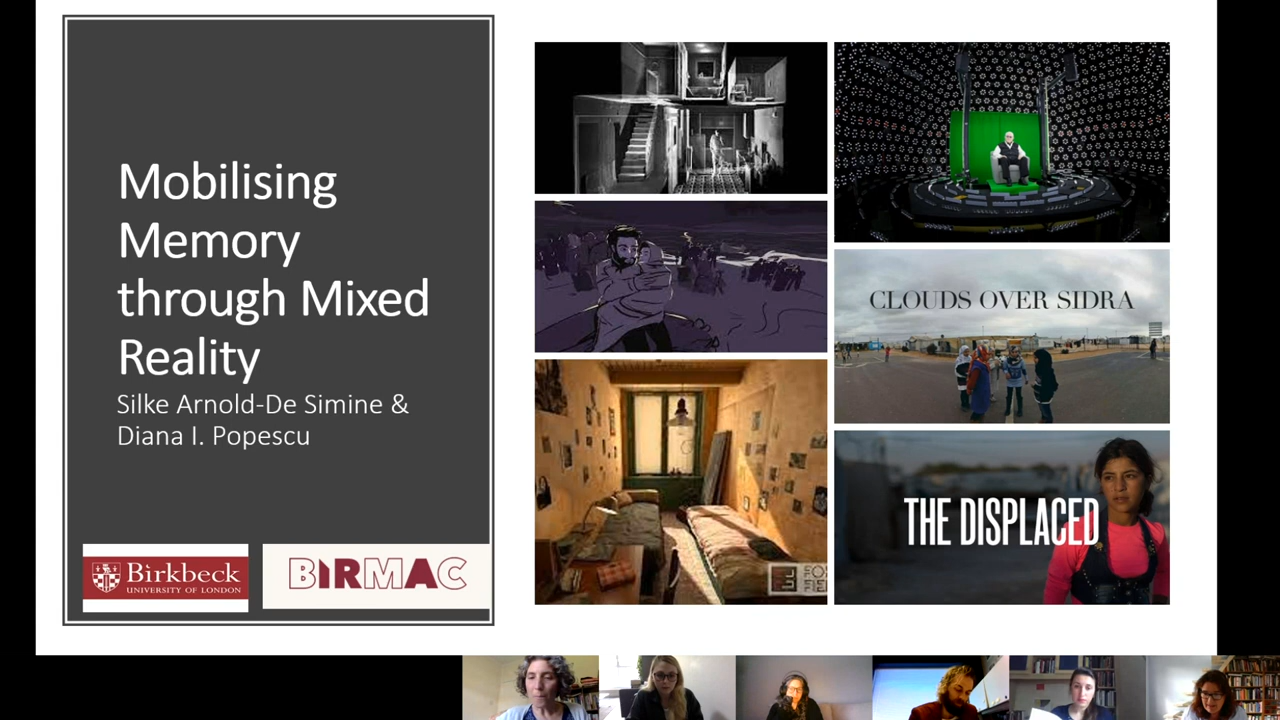 Mobilising
Memory
through Mixed
Reality
Silke Arnold-De Simine &
Diana I. Popescu
Birkbeck
UNIVERSITY OF LONDON
BIRMAC
CLOUDS OVER SIDRA
THE DISPLACED